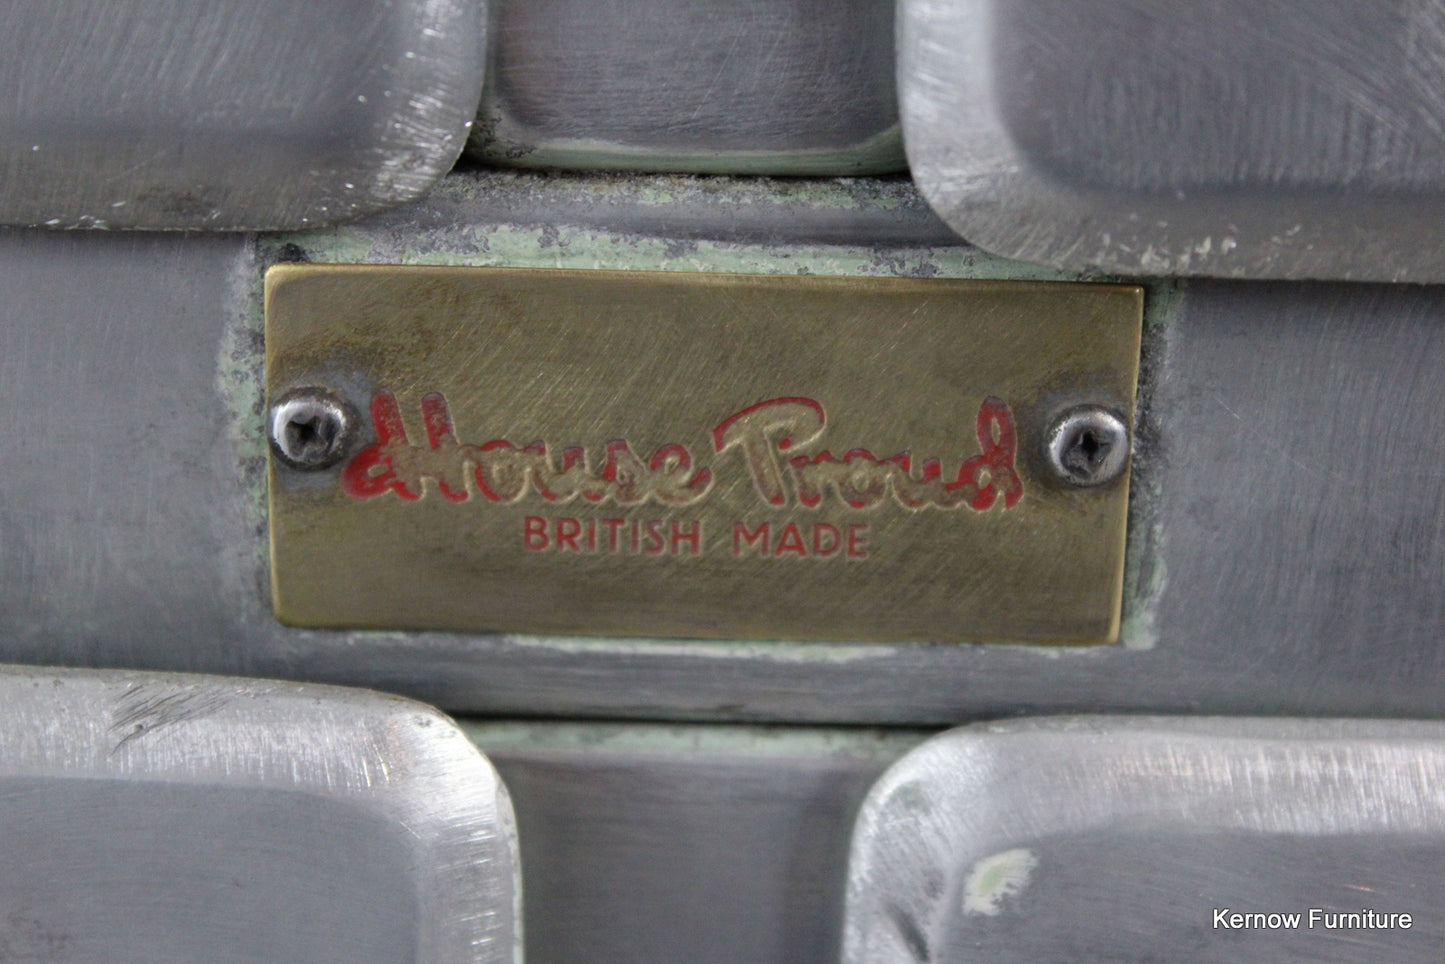 House Proud
BRITISH MADE
Kernow Furniture